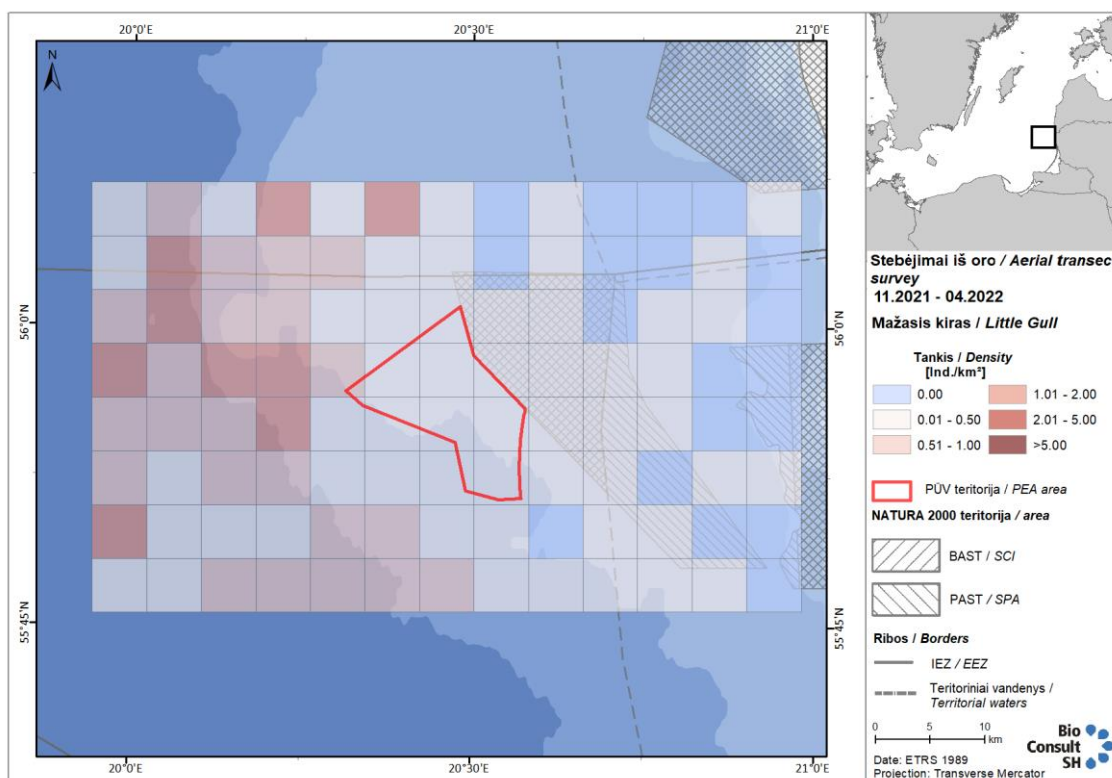 20°0'E
20°30'E
21°0'E
N
56°0'N
56°0'N
55°45'N
55°45'N
20°0'E
20°30'E
21°0'E
Stebėjimai iš oro / Aerial transec
survey
11.2021 - 04.2022
Mažasis kiras / Little Gull
Tankis / Density
[Ind./km²]
0.00
1.01 - 2.00
0.01 - 0.50
2.01 - 5.00
0.51 - 1.00
>5.00
PŪV teritorija / PEA area
NATURA 2000 teritorija / area
BAST / SCI
PAST / SPA
Ribos / Borders
IEZ / EEZ
Teritoriniai vandenys /
Territorial waters
0 5 10
km
Date: ETRS 1989
Projection: Transverse Mercator
Bio
Consult
SH